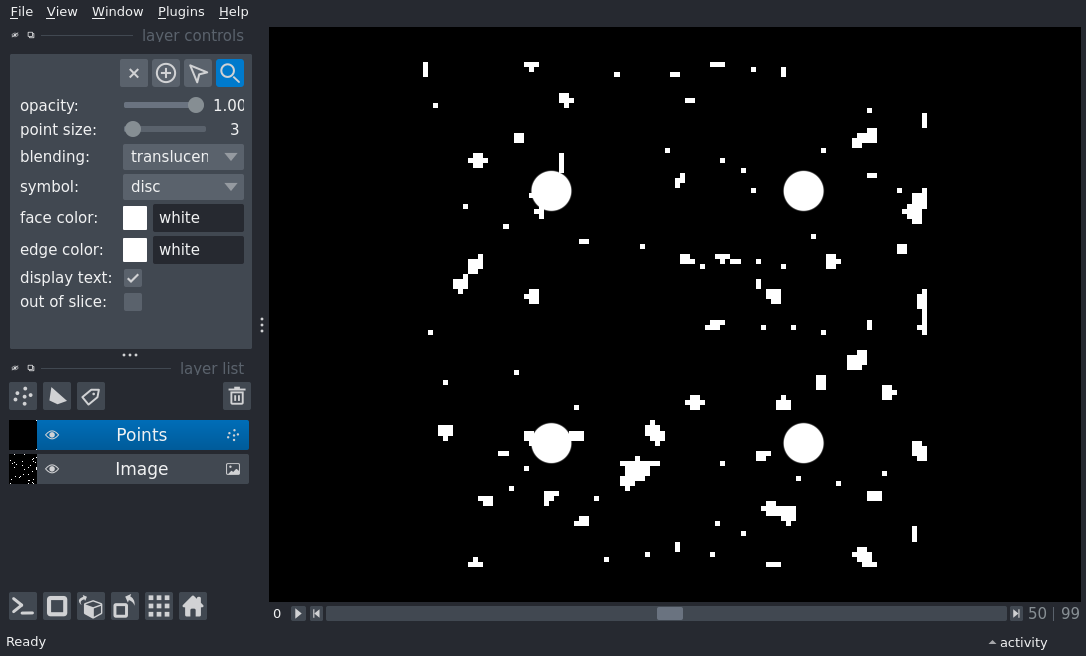 File View Window Plugins Help
layer controls
opacity: 1.00
point size: 3
blending: translucen
symbol: disc
face color: white
edge color: white
display text:
out of slice:
layer list
Points
Image
0 50 | 99
Ready activity